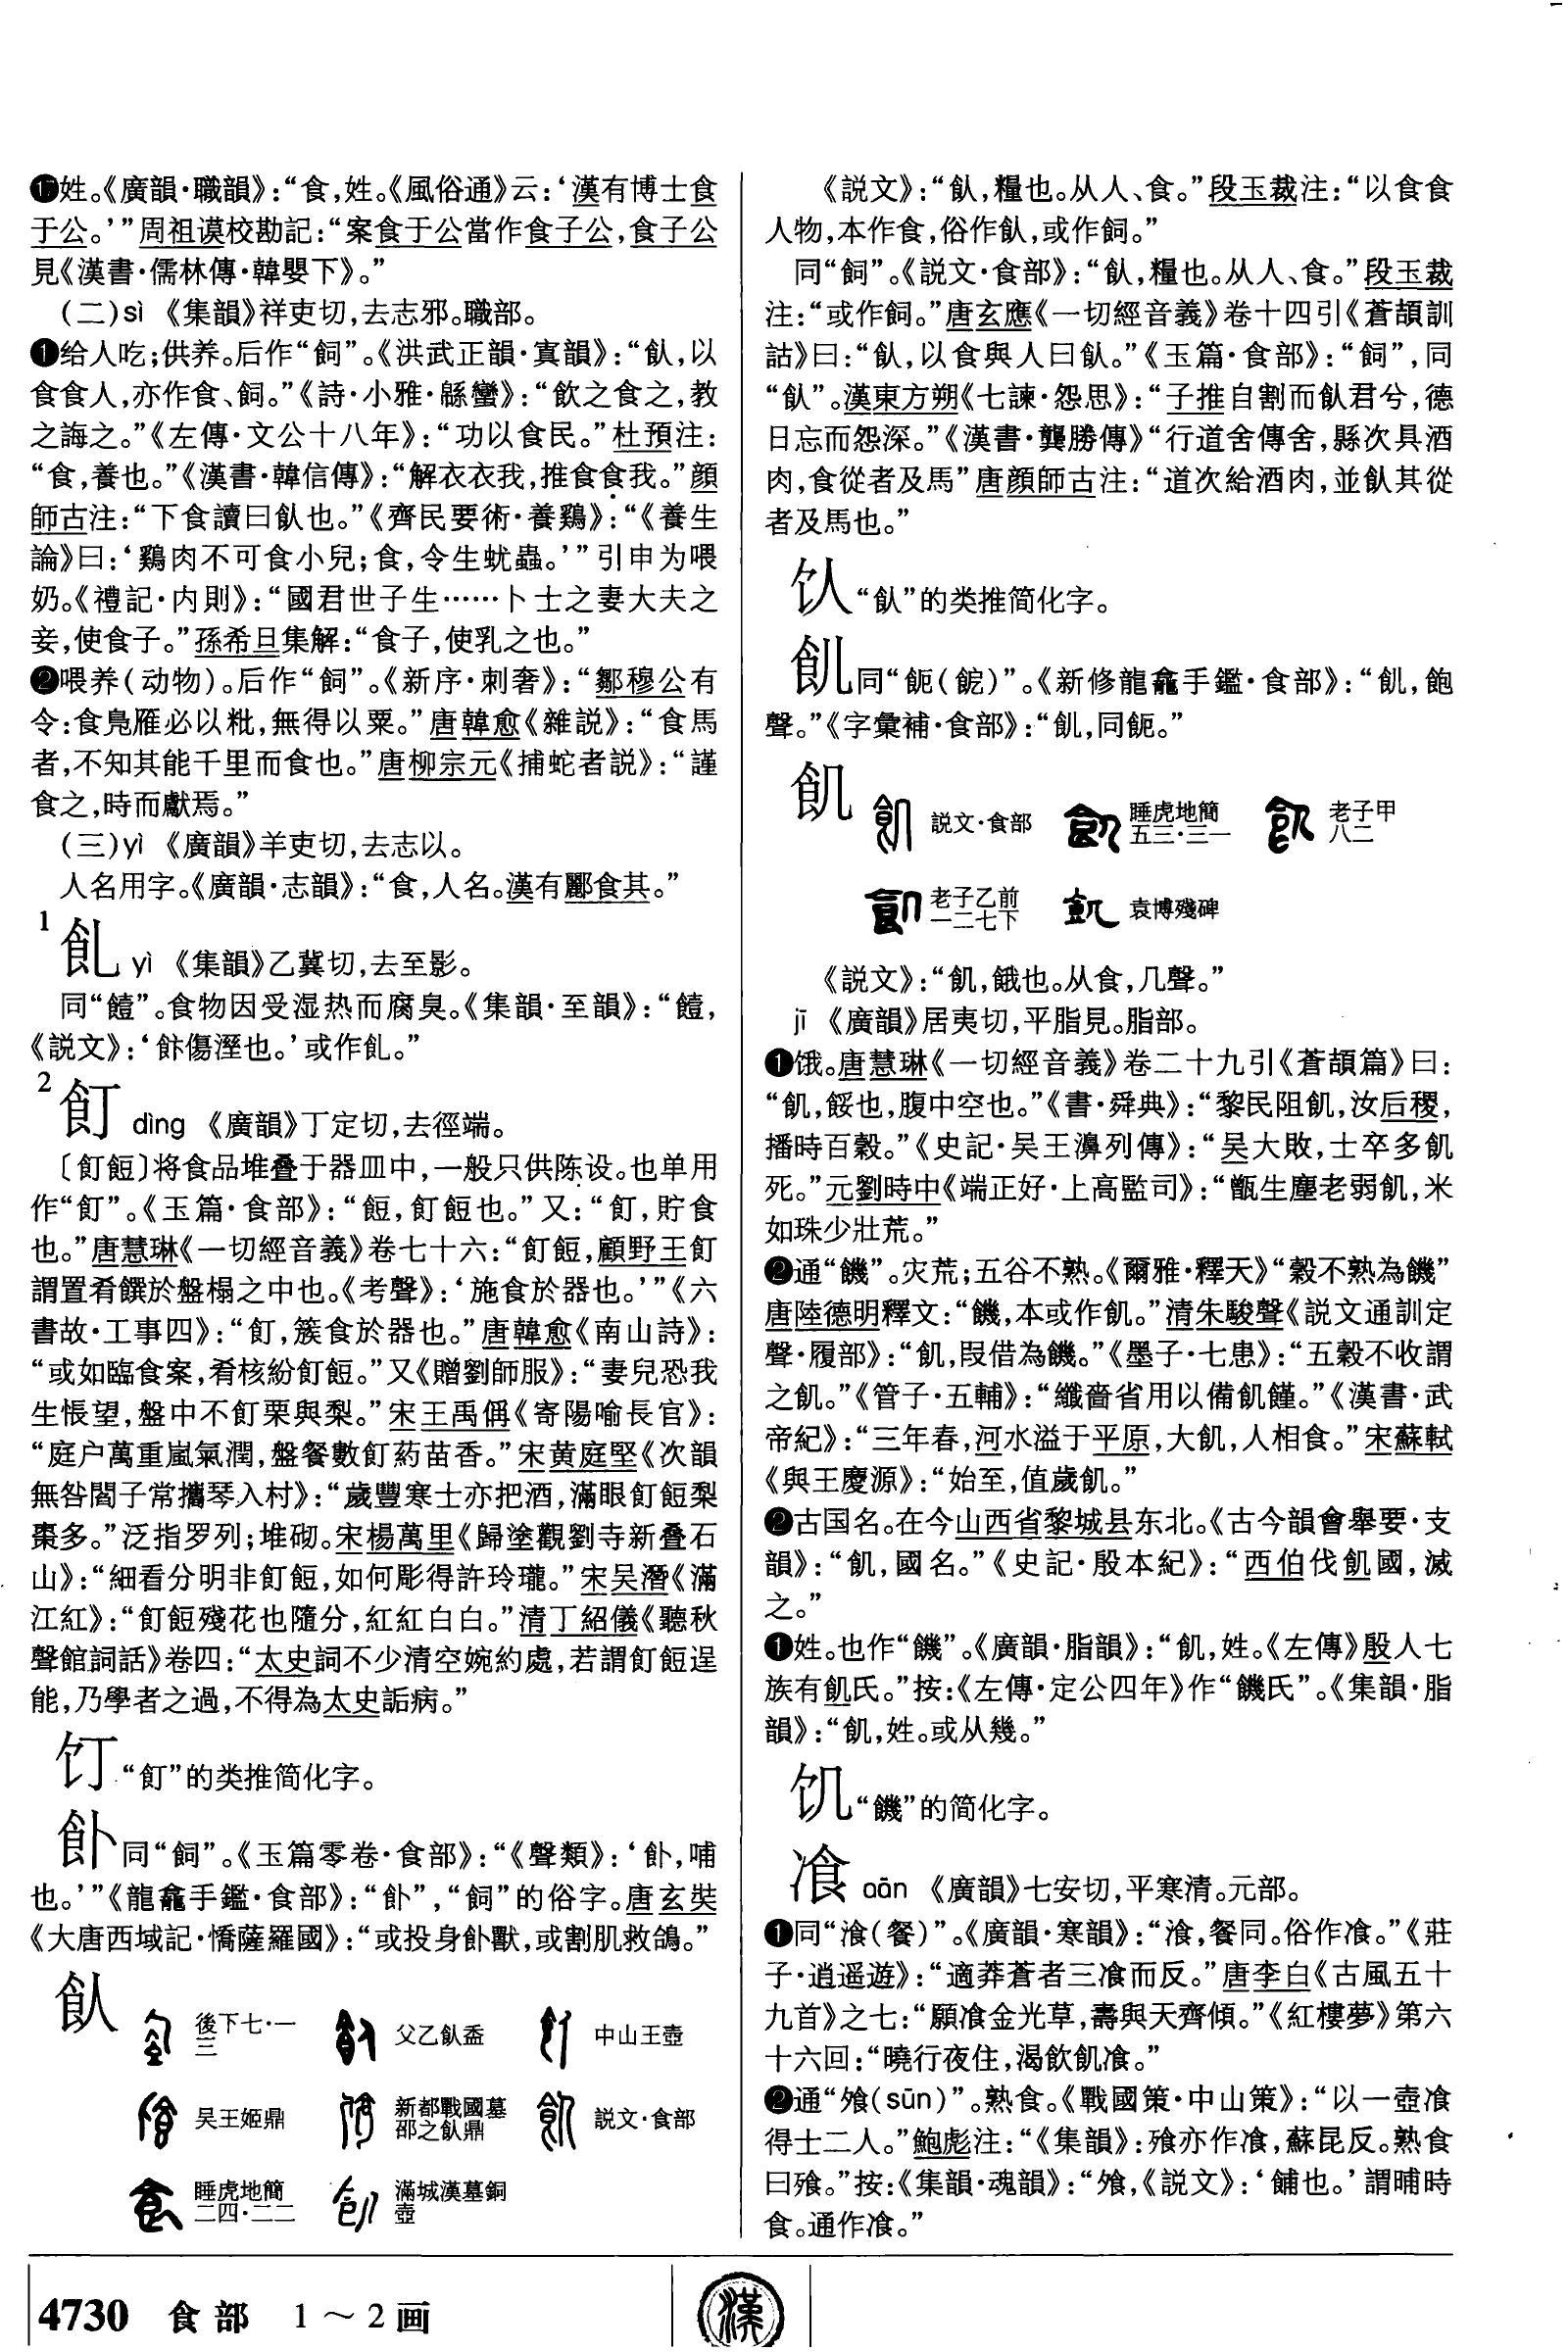 ⓱姓。《廣韻·職韻》：“食，姓。《風俗通》云：‘漢有博士食
于公。’”周祖谟校勘記：“案食于公當作食子公，食子公
見《漢書·儒林傳·韓嬰下》。”
(二)sì 《集韻》祥吏切，去志邪。職部。
❶给人吃；供养。后作“飼”。《洪武正韻·寘韻》：“飤，以
食食人，亦作食、飼。”《詩·小雅·緜蠻》：“飲之食之，教
之誨之。”《左傳·文公十八年》：“功以食民。”杜預注：
“食，養也。”《漢書·韓信傳》：“解衣衣我，推食食我。”顔
師古注：“下食讀曰飤也。”《齊民要術·養鷄》：“《養生
論》曰：‘鷄肉不可食小兒；食，令生蚘蟲。’”引申为喂
奶。《禮記·内則》：“國君世子生……卜士之妻大夫之
妾，使食子。”孫希旦集解：“食子，使乳之也。”
❷喂养(动物)。后作“飼”。《新序·刺奢》：“鄒穆公有
令：食鳧雁必以粃，無得以粟。”唐韓愈《雜説》：“食馬
者，不知其能千里而食也。”唐柳宗元《捕蛇者説》：“謹
食之，時而獻焉。”
(三)yì 《廣韻》羊吏切，去志以。
人名用字。《廣韻·志韻》：“食，人名。漢有酈食其。”
1
飢 yì 《集韻》乙冀切，去至影。
同“饐”。食物因受湿热而腐臭。《集韻·至韻》：“饐，
《説文》：‘飰傷溼也。’或作飢。”
2
飣 dìng 《廣韻》丁定切，去徑端。
〔飣餖〕将食品堆叠于器皿中，一般只供陈设。也单用
作“飣”。《玉篇·食部》：“餖，飣餖也。”又：“飣，貯食
也。”唐慧琳《一切經音義》卷七十六：“飣餖，顧野王飣
謂置肴饌於盤榻之中也。《考聲》：‘施食於器也。’”《六
書故·工事四》：“飣，簇食於器也。”唐韓愈《南山詩》：
“或如臨食案，肴核紛飣餖。”又《贈劉師服》：“妻兒恐我
生悵望，盤中不飣栗與梨。”宋王禹偁《寄陽喻長官》：
“庭户萬重嵐氣潤，盤餐數飣葯苗香。”宋黄庭堅《次韻
無咎閻子常攜琴入村》：“歲豐寒士亦把酒，滿眼飣餖梨
棗多。”泛指罗列；堆砌。宋楊萬里《歸塗觀劉寺新叠石
山》：“細看分明非飣餖，如何彫得許玲瓏。”宋吴潛《滿
江紅》：“飣餖殘花也隨分，紅紅白白。”清丁紹儀《聽秋
聲館詞話》卷四：“太史詞不少清空婉約處，若謂飣餖逞
能，乃學者之過，不得為太史詬病。”
饤 “飣”的类推简化字。
飠卜 同“飼”。《玉篇零卷·食部》：“《聲類》：‘飠卜，哺
也。’”《龍龕手鑑·食部》：“飠卜”，“飼”的俗字。唐玄奘
《大唐西域記·憍薩羅國》：“或投身飠卜獸，或割肌救鴿。”
飤
後下七·一三 父乙飤盉 中山王壺
吴王姬鼎 新都戰國墓邵之飤鼎 説文·食部
睡虎地簡二四·二二 滿城漢墓銅壺
《説文》：“飤，糧也。从人、食。”段玉裁注：“以食食
人物，本作食，俗作飤，或作飼。”
同“飼”。《説文·食部》：“飤，糧也。从人、食。”段玉裁
注：“或作飼。”唐玄應《一切經音義》卷十四引《蒼頡訓
詁》曰：“飤，以食與人曰飤。”《玉篇·食部》：“飼”，同
“飤”。漢東方朔《七諫·怨思》：“子推自割而飤君兮，德
日忘而怨深。”《漢書·龔勝傳》“行道舍傳舍，縣次具酒
肉，食從者及馬”唐顔師古注：“道次給酒肉，並飤其從
者及馬也。”
饣人 “飤”的类推简化字。
飢 同“飥(飥)”。《新修龍龕手鑑·食部》：“飢，飽
聲。”《字彙補·食部》：“飢，同飥。”
飢
説文·食部 睡虎地簡五三·三一 老子甲八二
老子乙前一二七下 袁博殘碑
《説文》：“飢，餓也。从食，几聲。”
jī 《廣韻》居夷切，平脂見。脂部。
❶饿。唐慧琳《一切經音義》卷二十九引《蒼頡篇》曰：
“飢，餒也，腹中空也。”《書·舜典》：“黎民阻飢，汝后稷，
播時百穀。”《史記·吴王濞列傳》：“吴大敗，士卒多飢
死。”元劉時中《端正好·上高監司》：“甑生塵老弱飢，米
如珠少壯荒。”
❷通“饑”。灾荒；五谷不熟。《爾雅·釋天》“穀不熟為饑”
唐陸德明釋文：“饑，本或作飢。”清朱駿聲《説文通訓定
聲·履部》：“飢，叚借為饑。”《墨子·七患》：“五穀不收謂
之飢。”《管子·五輔》：“纖嗇省用以備飢饉。”《漢書·武
帝紀》：“三年春，河水溢于平原，大飢，人相食。”宋蘇軾
《與王慶源》：“始至，值歲飢。”
❷古国名。在今山西省黎城县东北。《古今韻會舉要·支
韻》：“飢，國名。”《史記·殷本紀》：“西伯伐飢國，滅
之。”
❶姓。也作“饑”。《廣韻·脂韻》：“飢，姓。《左傳》殷人七
族有飢氏。”按：《左傳·定公四年》作“饑氏”。《集韻·脂
韻》：“飢，姓。或从幾。”
饥 “饑”的简化字。
飡 oān 《廣韻》七安切，平寒清。元部。
❶同“湌(餐)”。《廣韻·寒韻》：“湌，餐同。俗作飡。”《莊
子·逍遥遊》：“適莽蒼者三飡而反。”唐李白《古風五十
九首》之七：“願飡金光草，壽與天齊傾。”《紅樓夢》第六
十六回：“曉行夜住，渴飲飢飡。”
❷通“飧(sūn)”。熟食。《戰國策·中山策》：“以一壺飡
得士二人。”鮑彪注：“《集韻》：飱亦作飡，蘇昆反。熟食
曰飱。”按：《集韻·魂韻》：“飧，《説文》：‘餔也。’謂晡時
食。通作飡。”
4730 食部 1～2画
漢